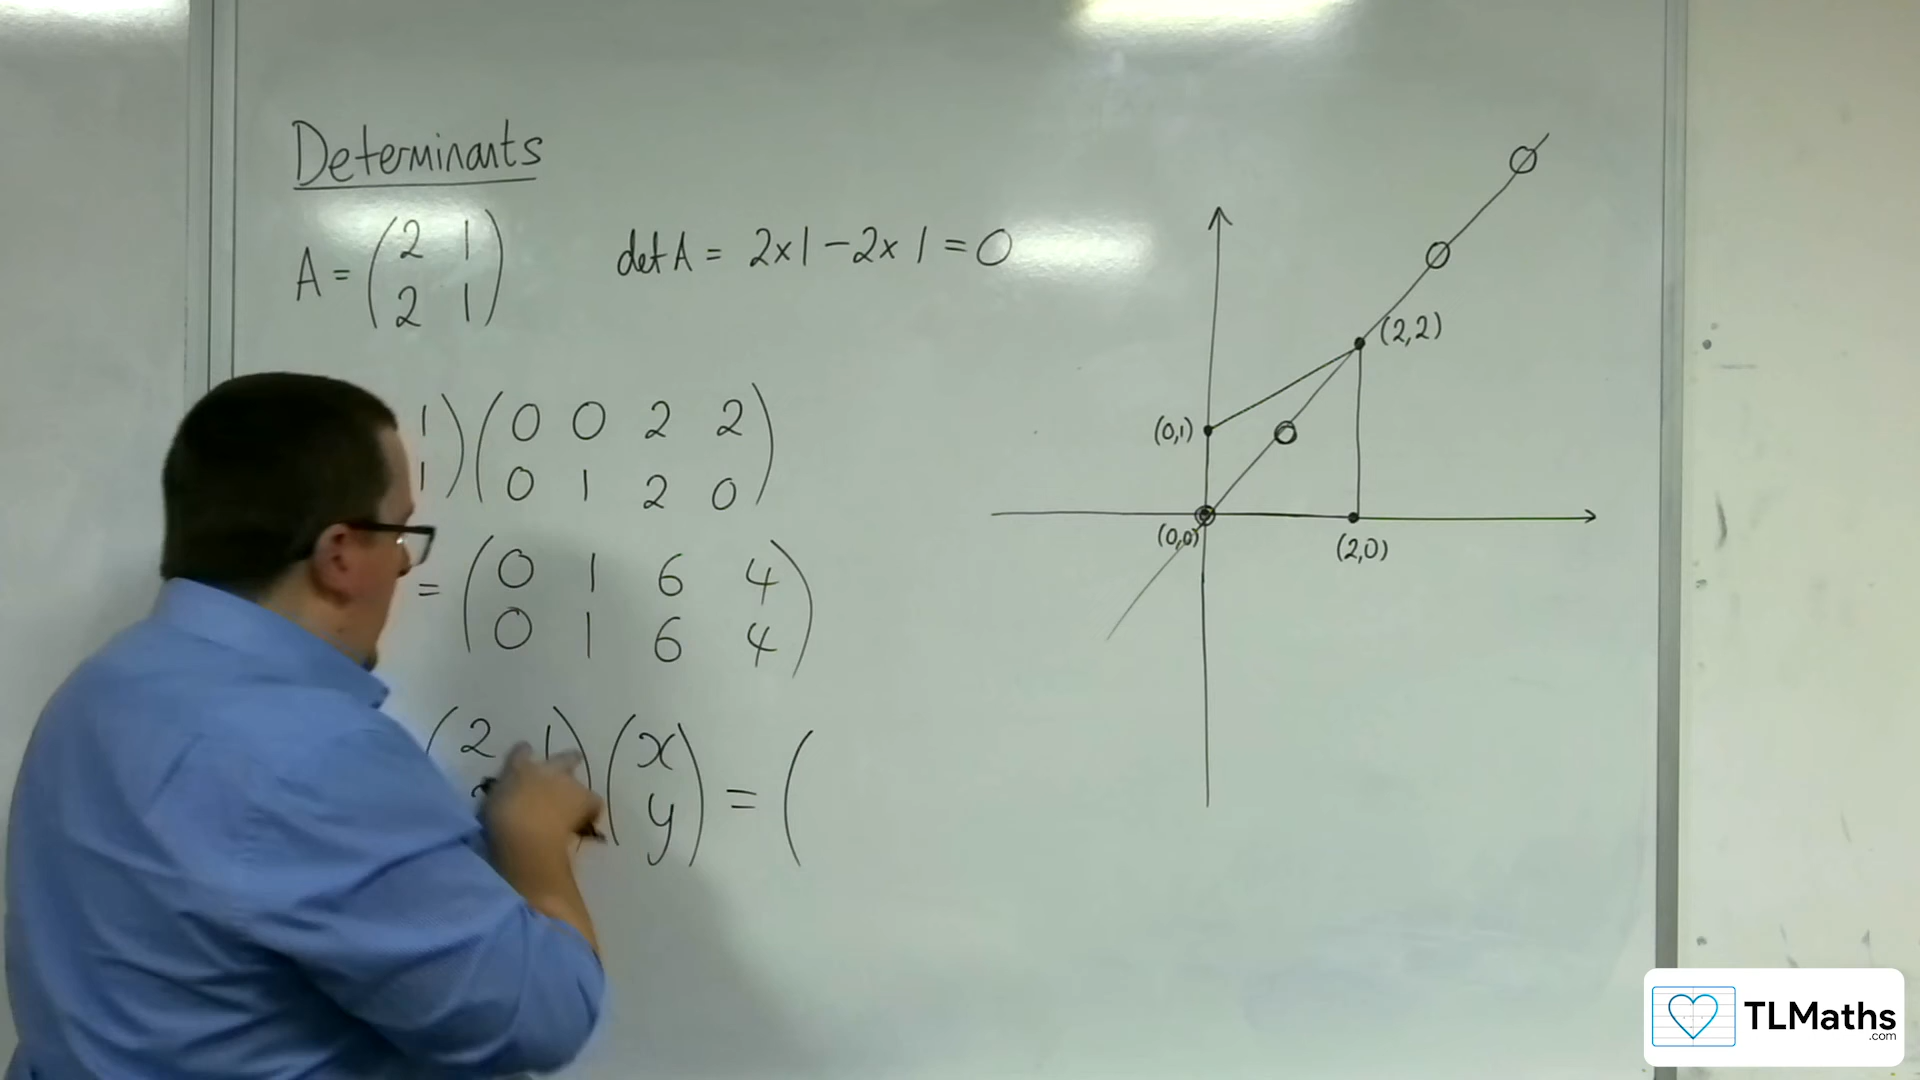 Determinants
A = (2 1
2 1)
det A = 2×1 − 2×1 = 0
1
1) (0 0 2 2
0 1 2 0)
= (0 1 6 4
0 1 6 4)
(2 1) (x
y) = (
(2,2)
(0,1)
(0,0)
(2,0)
TLMaths
.com